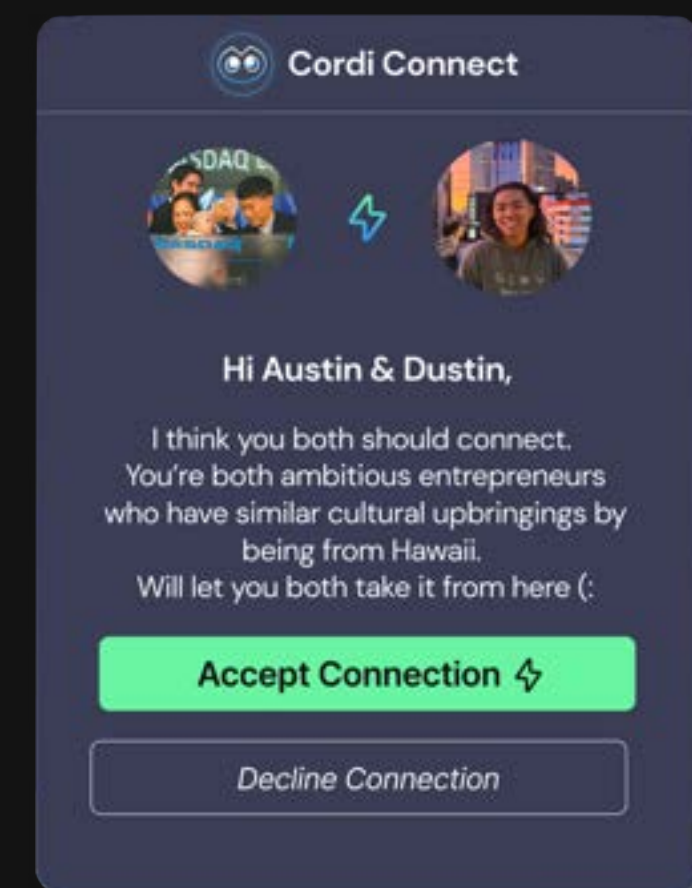 Cordi Connect
NASDAQ
Hi Austin & Dustin,
I think you both should connect.
You're both ambitious entrepreneurs
who have similar cultural upbringings by
being from Hawaii.
Will let you both take it from here (:
Accept Connection
Decline Connection